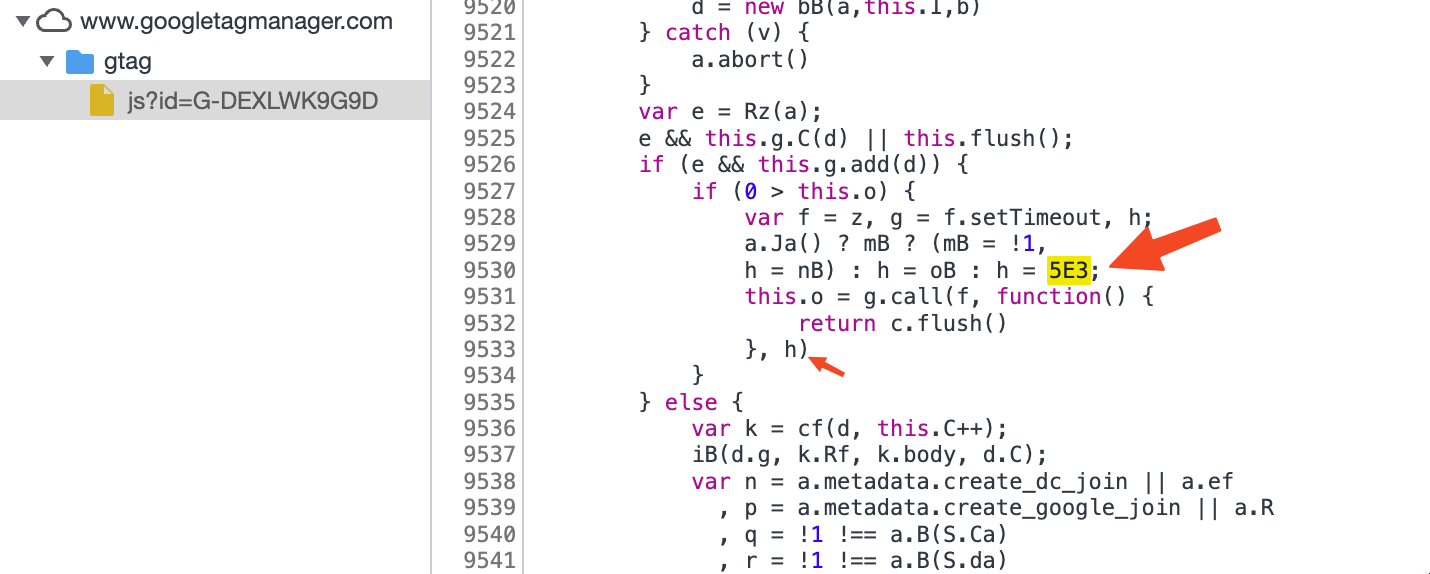 www.googletagmanager.com
gtag
js?id=G-DEXLWK9G9D
9520 d = new bB(a,this.I,b)
9521 } catch (v) {
9522 a.abort()
9523 }
9524 var e = Rz(a);
9525 e && this.g.C(d) || this.flush();
9526 if (e && this.g.add(d)) {
9527 if (0 > this.o) {
9528 var f = z, g = f.setTimeout, h;
9529 a.Ja() ? mB ? (mB = !1,
9530 h = nB) : h = oB : h = 5E3;
9531 this.o = g.call(f, function() {
9532 return c.flush()
9533 }, h)
9534 }
9535 } else {
9536 var k = cf(d, this.C++);
9537 iB(d.g, k.Rf, k.body, d.C);
9538 var n = a.metadata.create_dc_join || a.ef
9539 , p = a.metadata.create_google_join || a.R
9540 , q = !1 !== a.B(S.Ca)
9541 , r = !1 !== a.B(S.da)